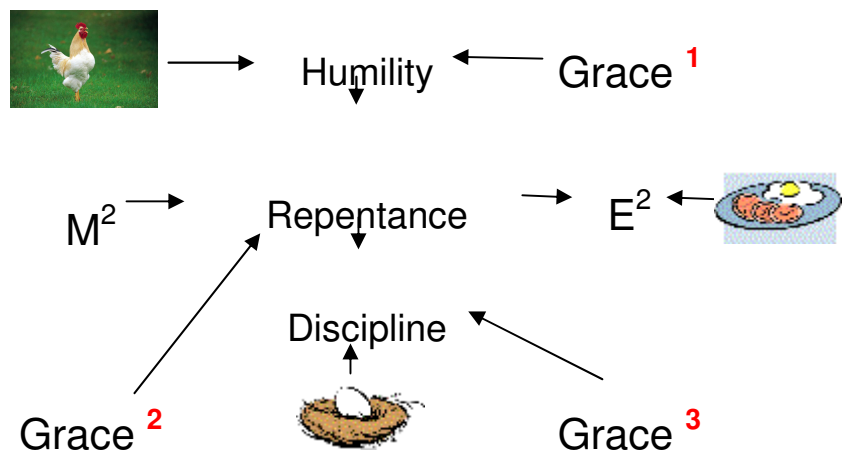 Humility Grace ¹
M² Repentance E²
Discipline
Grace ² Grace ³